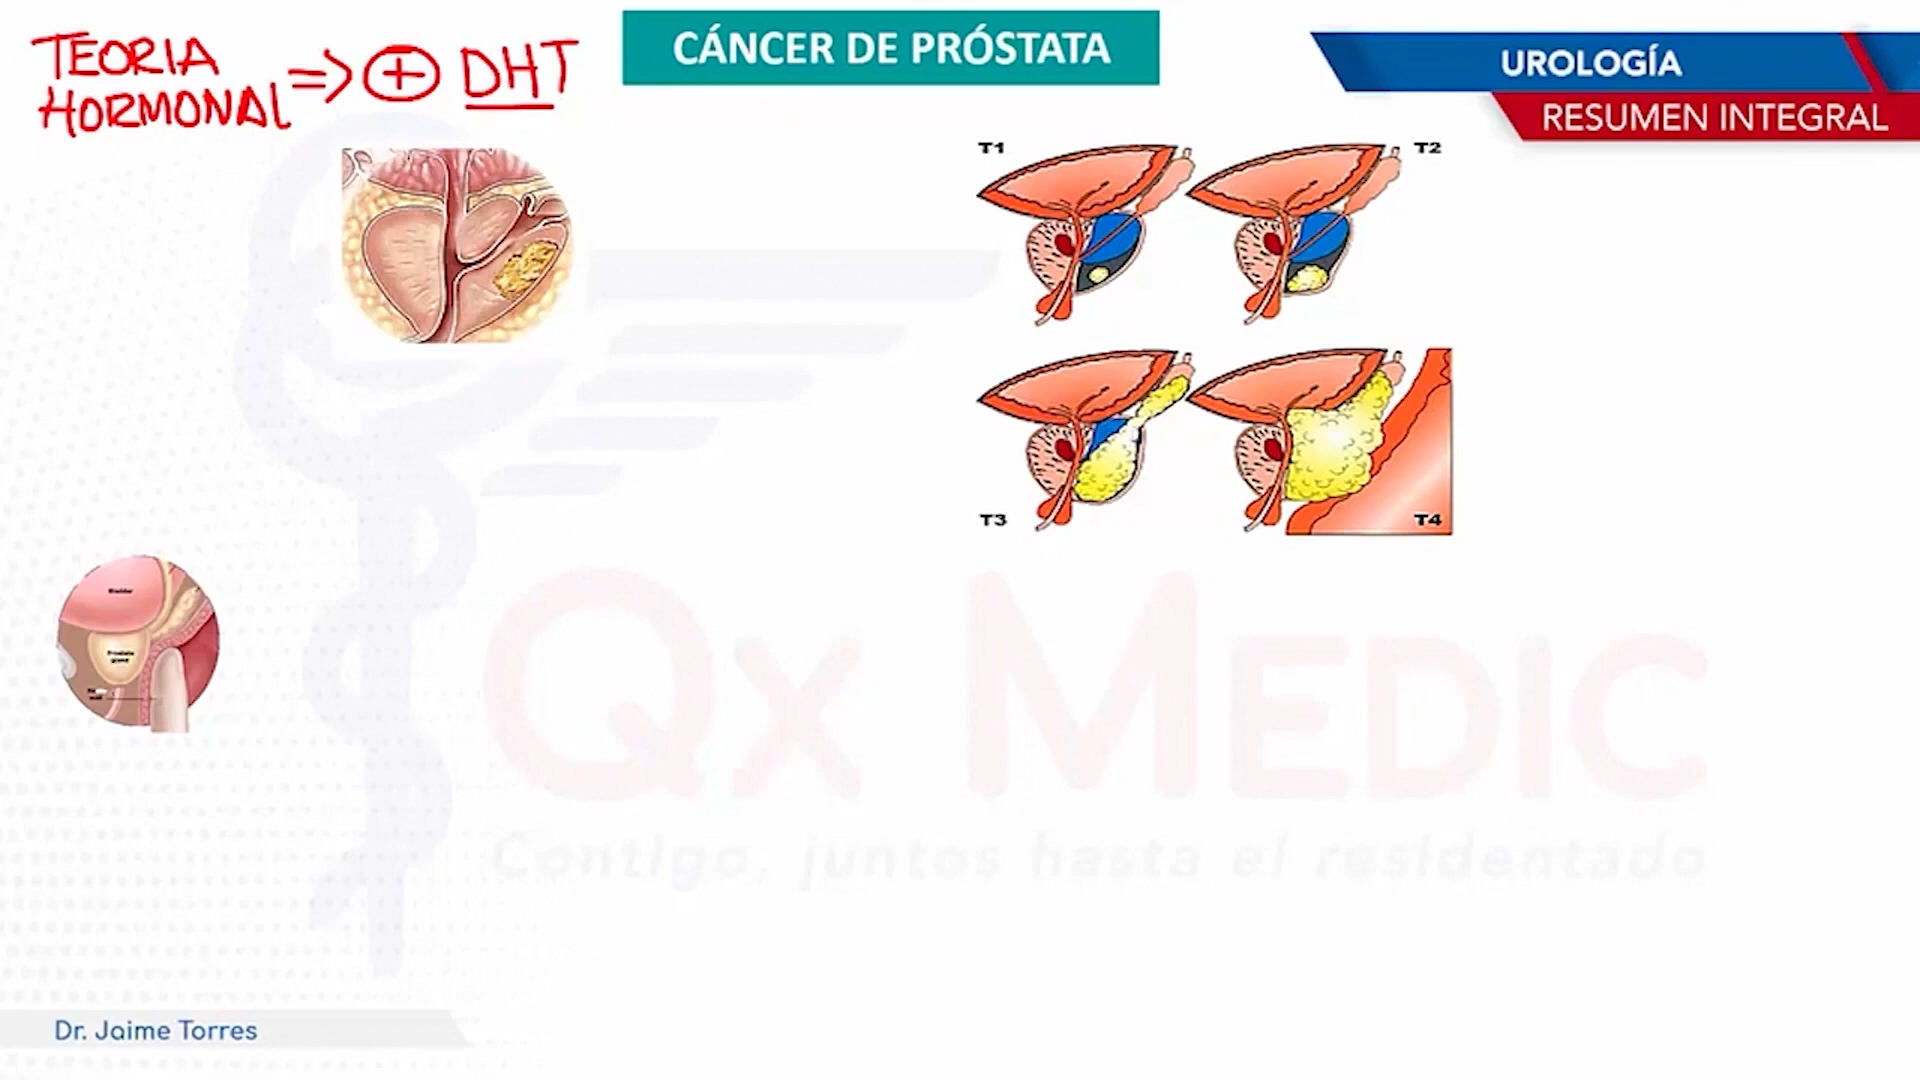 TEORIA
HORMONAL => (+) DHT
CÁNCER DE PRÓSTATA
UROLOGÍA
RESUMEN INTEGRAL
T1
T2
T3
T4
Bladder
Prostate
gland
QX MEDIC
Contigo, juntos hasta el residentado
Dr. Jaime Torres